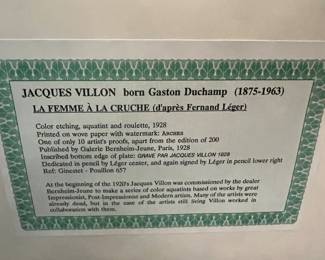 JACQUES VILLON born Gaston Duchamp (1875-1963)
LA FEMME À LA CRUCHE (d'après Fernand Léger)
Color etching, aquatint and roulette, 1928
Printed on wove paper with watermark: ARCHES
One of only 10 artist's proofs, apart from the edition of 200
Published by Galerie Bernheim-Jeune, Paris, 1928
Inscribed bottom edge of plate: GRAVE PAR JACQUES VILLON 1928
Dedicated in pencil by Léger center, and again signed by Léger in pencil lower right
Ref: Ginestet - Pouillon 657
At the beginning of the 1920's Jacques Villon was commissioned by the dealer
Bernheim-Jeune to make a series of color aquatints based on works by great
Impressionist, Post-Impressionist and Modern artists. Many of the artists were
already dead, but in the case of the artists still living Villon worked in
collaboration with them.